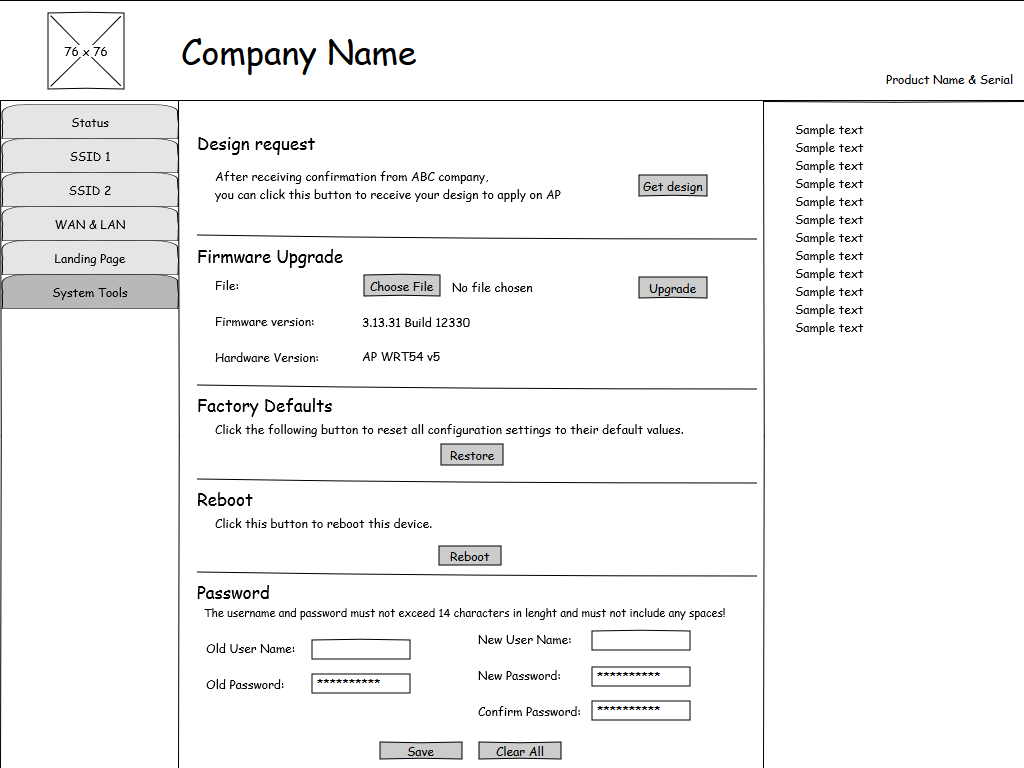 76 x 76
Company Name
Product Name & Serial
Status
SSID 1
SSID 2
WAN & LAN
Landing Page
System Tools
Design request
After receiving confirmation from ABC company,
you can click this button to receive your design to apply on AP
Get design
Firmware Upgrade
File:
Choose File
No file chosen
Upgrade
Firmware version:
3.13.31 Build 12330
Hardware Version:
AP WRT54 v5
Factory Defaults
Click the following button to reset all configuration settings to their default values.
Restore
Reboot
Click this button to reboot this device.
Reboot
Password
The username and password must not exceed 14 characters in lenght and must not include any spaces!
Old User Name:
New User Name:
Old Password:
**********
New Password:
**********
Confirm Password:
**********
Save
Clear All
Sample text
Sample text
Sample text
Sample text
Sample text
Sample text
Sample text
Sample text
Sample text
Sample text
Sample text
Sample text